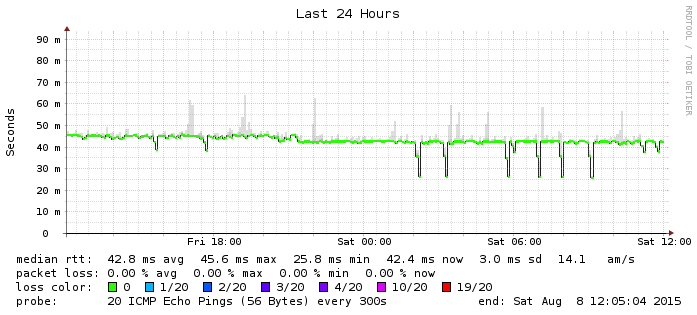 Last 24 Hours
RRDTOOL / TOBI OETIKER
Seconds
90 m
80 m
70 m
60 m
50 m
40 m
30 m
20 m
10 m
0
Fri 18:00 Sat 00:00 Sat 06:00 Sat 12:00
median rtt: 42.8 ms avg 45.6 ms max 25.8 ms min 42.4 ms now 3.0 ms sd 14.1 am/s
packet loss: 0.00 % avg 0.00 % max 0.00 % min 0.00 % now
loss color: 0 1/20 2/20 3/20 4/20 10/20 19/20
probe: 20 ICMP Echo Pings (56 Bytes) every 300s end: Sat Aug 8 12:05:04 2015